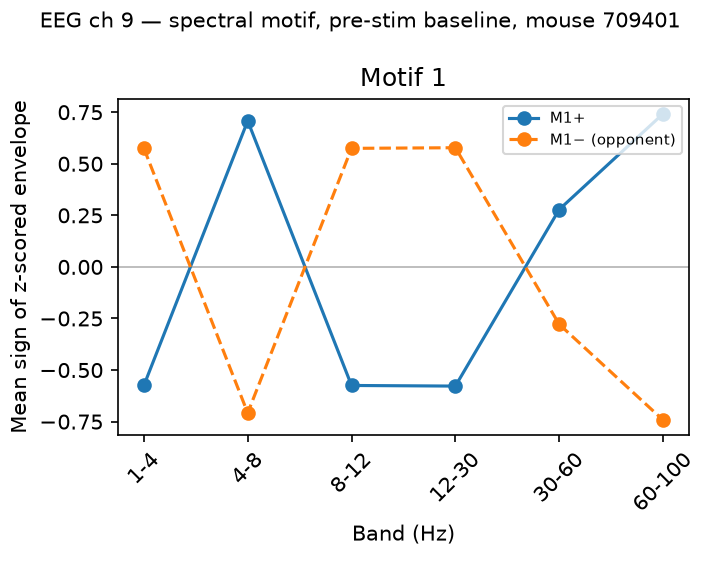 EEG ch 9 — spectral motif, pre-stim baseline, mouse 709401
Motif 1
M1+
M1− (opponent)
Mean sign of z-scored envelope
0.75
0.50
0.25
0.00
−0.25
−0.50
−0.75
1-4
4-8
8-12
12-30
30-60
60-100
Band (Hz)